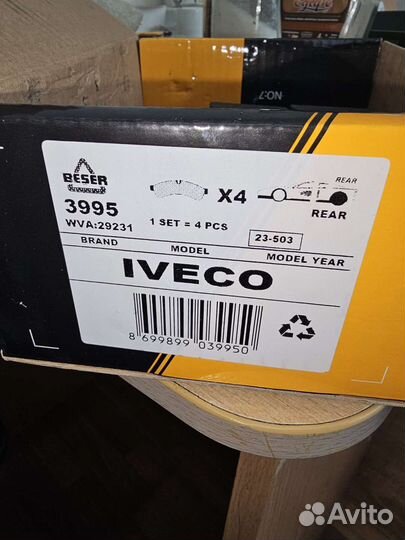 BESER
3995
WVA:29231
X4
1 SET = 4 PCS
REAR
REAR
23-503
BRAND
MODEL
MODEL YEAR
IVECO
8 699899 039950
Avito